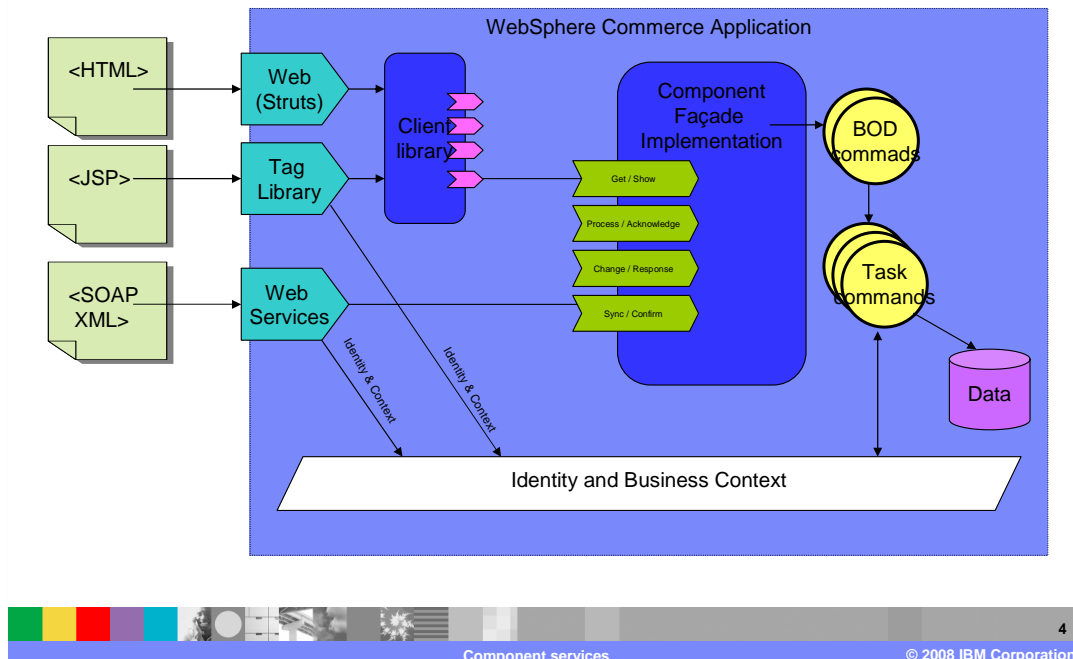 WebSphere Commerce Application
<HTML>
Web
(Struts)
Client
library
Component
Façade
Implementation
BOD
commads
<JSP>
Tag
Library
Get / Show
Process / Acknowledge
Change / Response
Sync / Confirm
Task
commands
<SOAP
XML>
Web
Services
Identity & Context
Identity & Context
Data
Identity and Business Context
4
Component services
© 2008 IBM Corporation